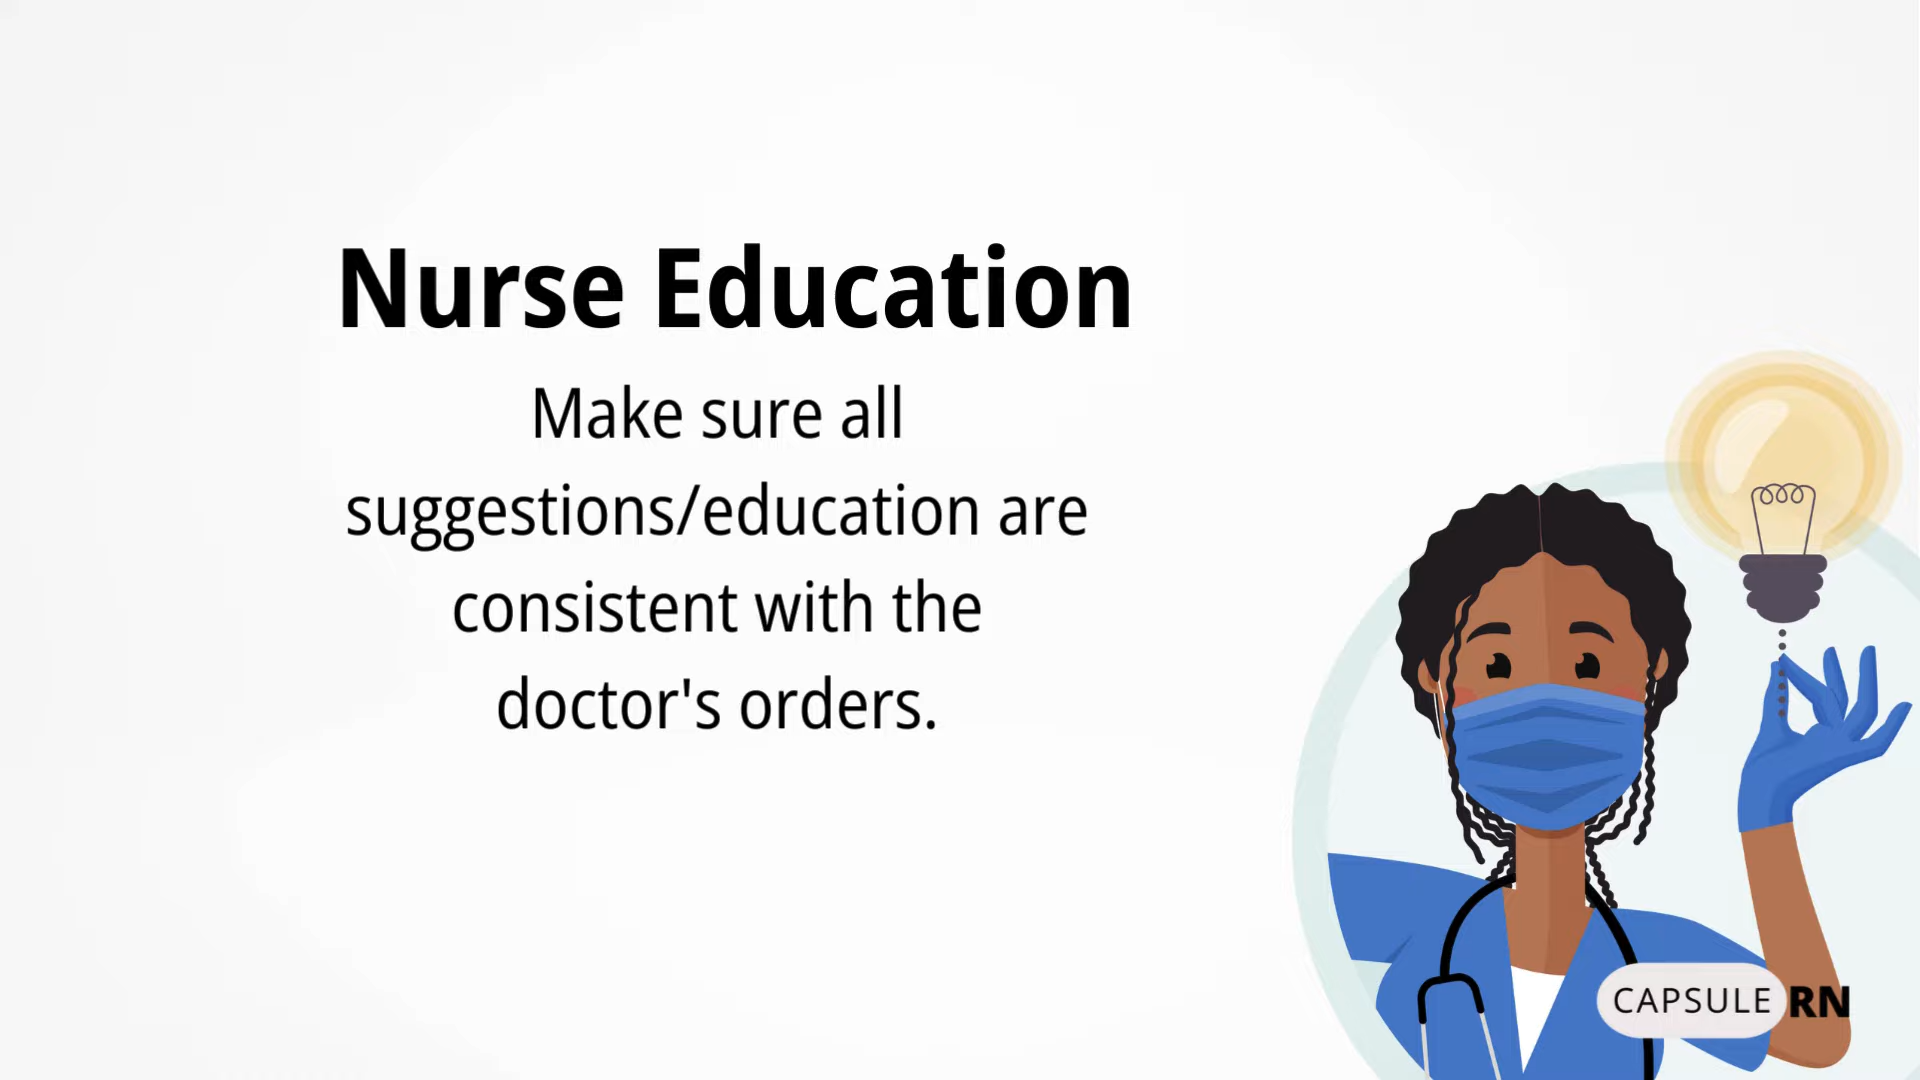 Nurse Education
Make sure all
suggestions/education are
consistent with the
doctor's orders.
CAPSULE RN